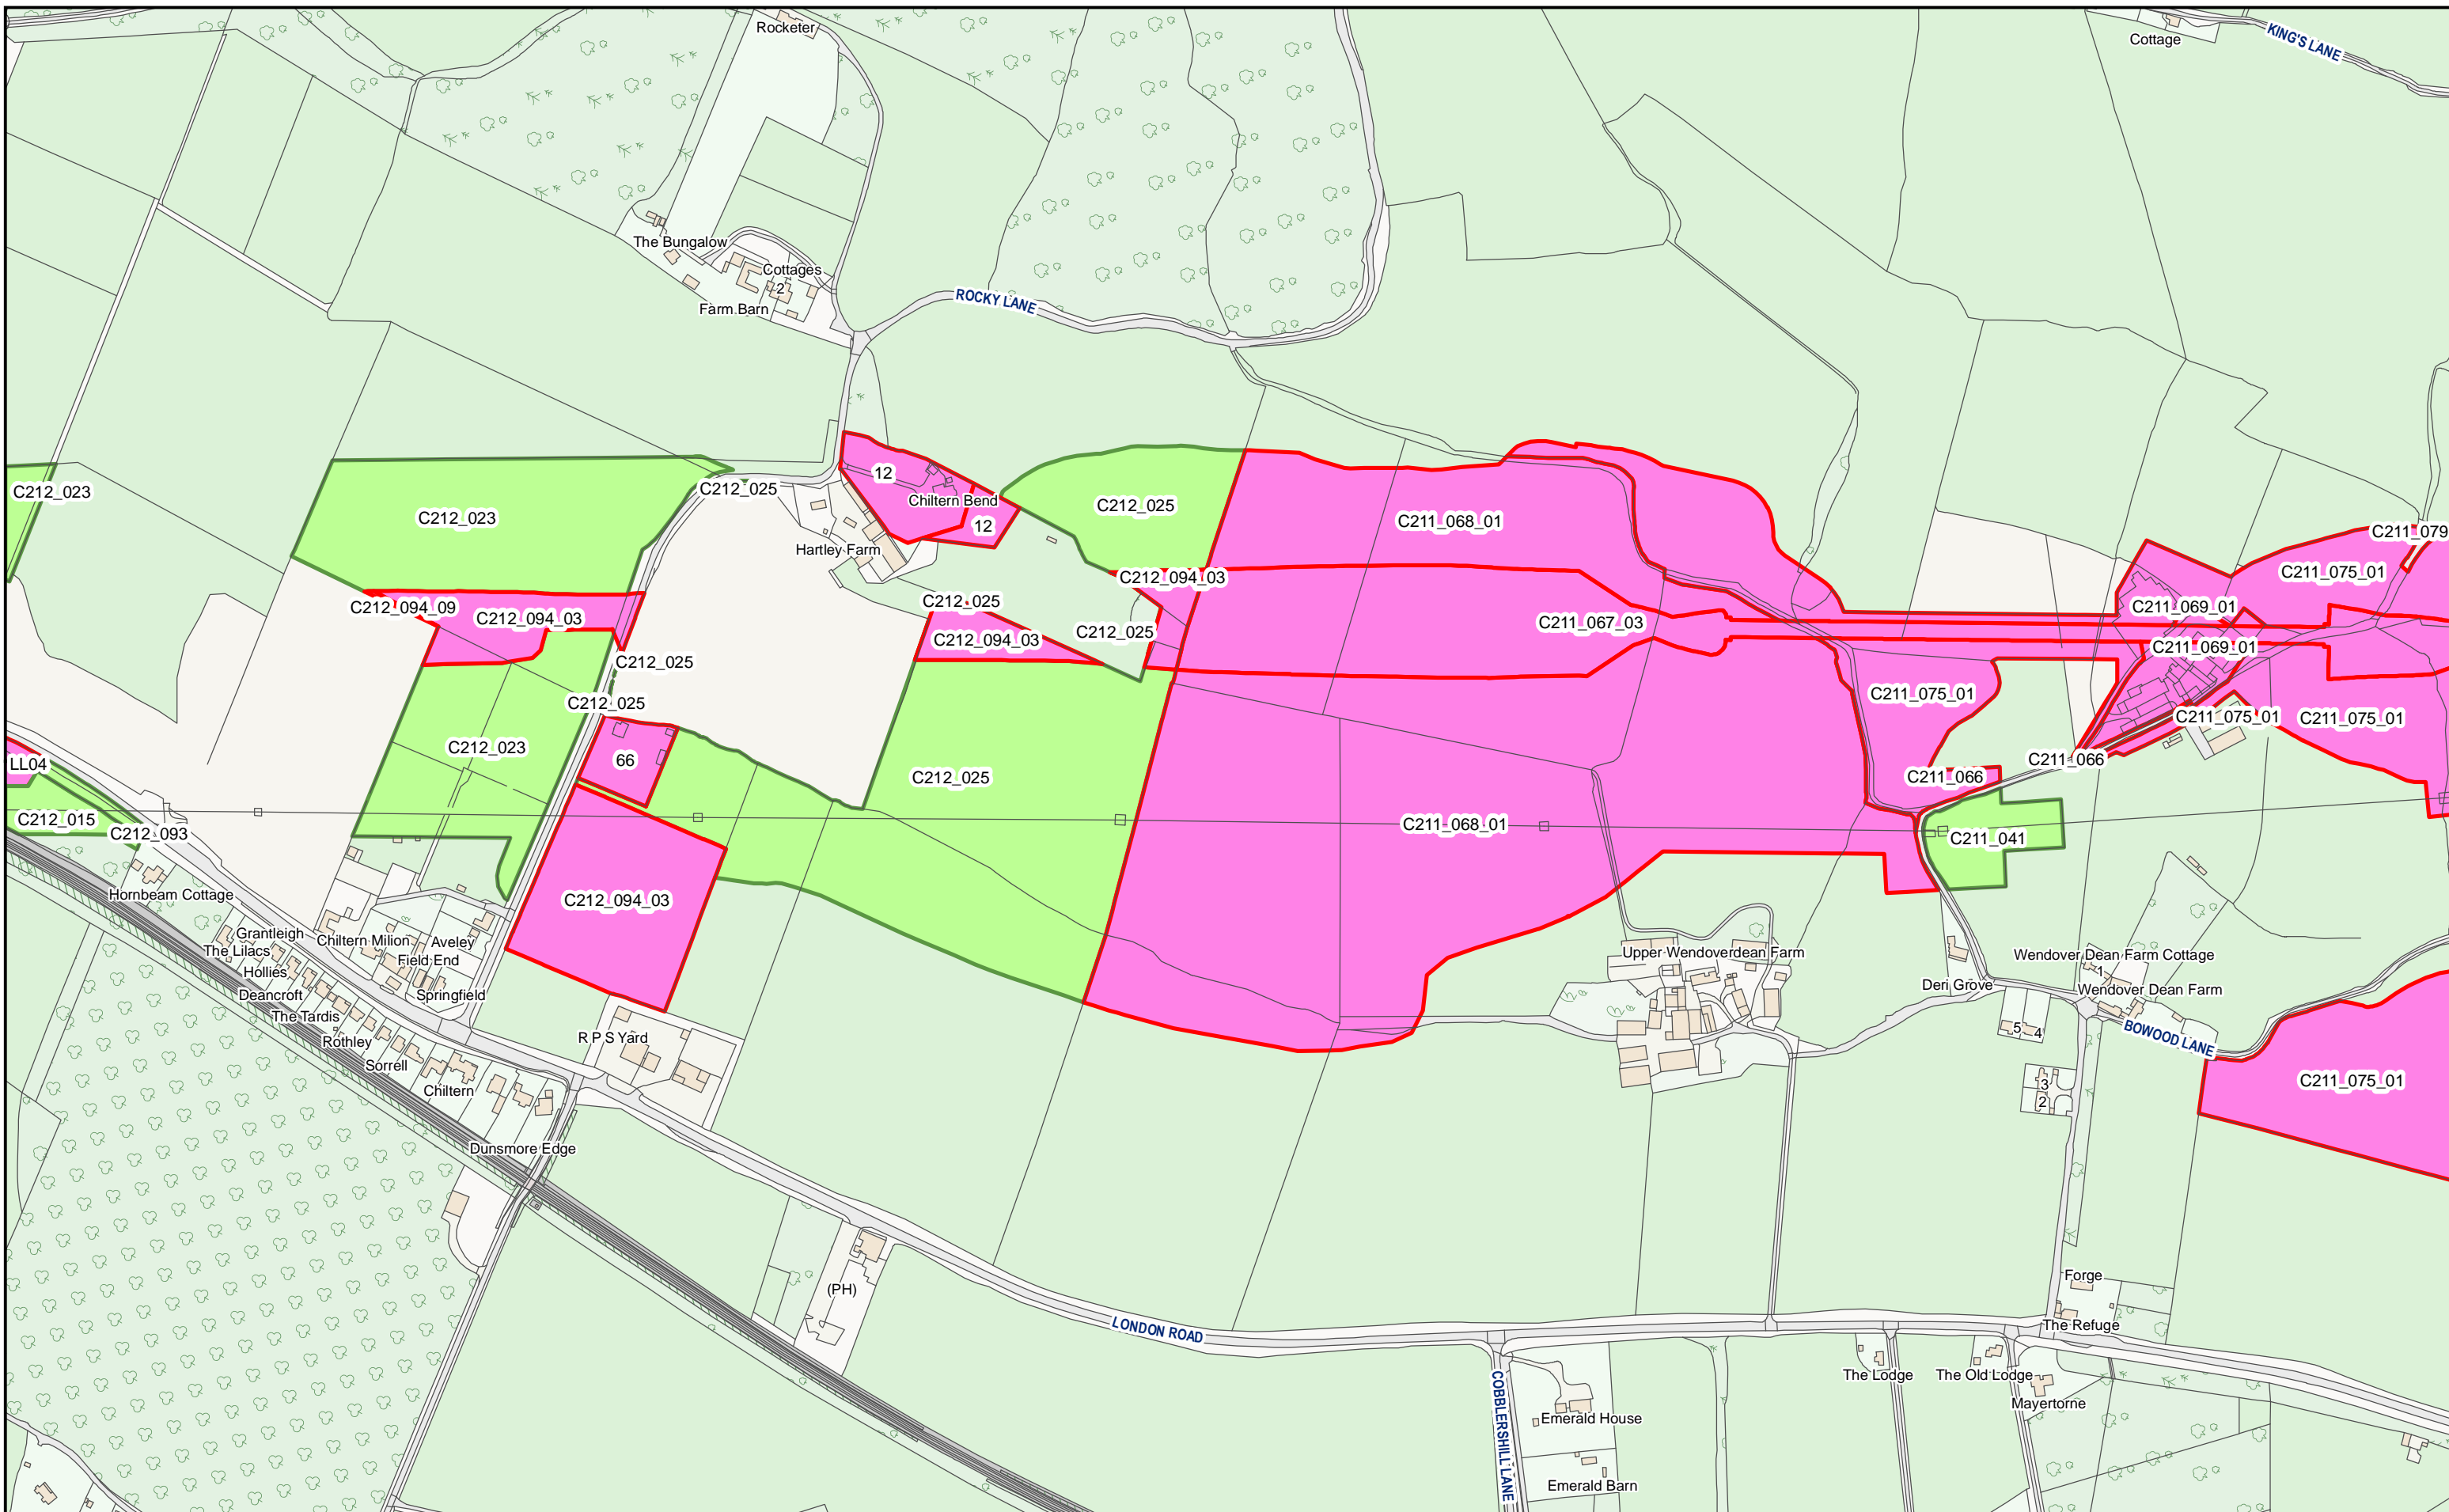 Rocketer
Cottage
KING'S LANE
The Bungalow
Cottages
2
Farm Barn
ROCKY LANE
C212_023
C212_025
C212_023
12
Chiltern Bend
12
C212_025
C211_068_01
C211_079
C211_075_01
Hartley Farm
C212_094_03
C212_094_09
C212_094_03
C212_025
C211_069_01
C212_025
C212_094_03
C211_067_03
C211_069_01
C212_025
C212_025
C211_075_01
C211_075_01
C211_075_01
C212_023
66
LL04
C212_025
C211_066
C211_066
C212_015
C212_093
C211_068_01
C211_041
Hornbeam Cottage
C212_094_03
Grantleigh
The Lilacs
Chiltern Milion
Aveley
Field End
Hollies
Deancroft
Springfield
Upper Wendoverdean Farm
Wendover Dean Farm Cottage
1
Deri Grove
Wendover Dean Farm
The Tardis
Rothley
R P S Yard
5
4
BOWOOD LANE
Sorrell
Chiltern
3
2
C211_075_01
Dunsmore Edge
(PH)
Forge
LONDON ROAD
The Refuge
The Lodge
The Old Lodge
Mayertorne
COBBLERSHILL LANE
Emerald House
Emerald Barn